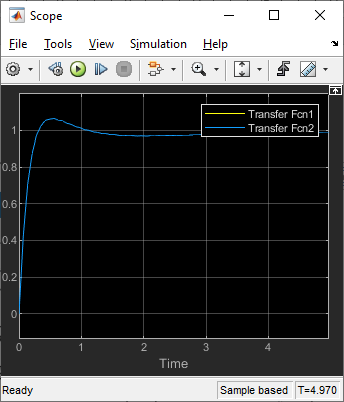 Scope
File Tools View Simulation Help
Transfer Fcn1
Transfer Fcn2
1
0.8
0.6
0.4
0.2
0
0 1 2 3 4
Time
Ready Sample based T=4.970